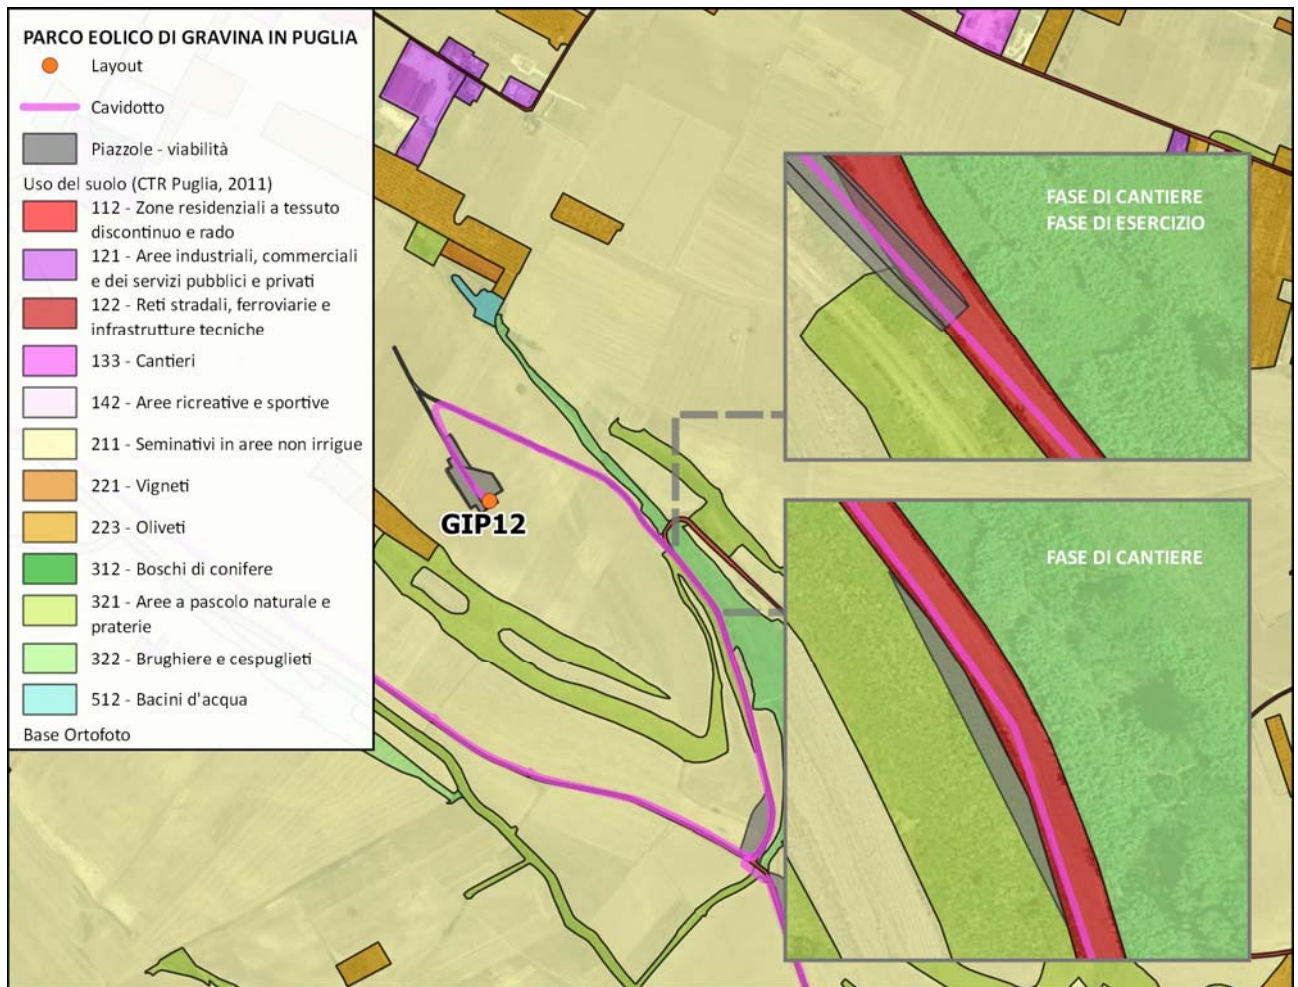 PARCO EOLICO DI GRAVINA IN PUGLIA
Layout
Cavidotto
Piazzole - viabilità
Uso del suolo (CTR Puglia, 2011)
112 - Zone residenziali a tessuto
discontinuo e rado
121 - Aree industriali, commerciali
e dei servizi pubblici e privati
122 - Reti stradali, ferroviarie e
infrastrutture tecniche
133 - Cantieri
142 - Aree ricreative e sportive
211 - Seminativi in aree non irrigue
221 - Vigneti
223 - Oliveti
312 - Boschi di conifere
321 - Aree a pascolo naturale e
praterie
322 - Brughiere e cespuglieti
512 - Bacini d'acqua
Base Ortofoto
GIP12
FASE DI CANTIERE
FASE DI ESERCIZIO
FASE DI CANTIERE